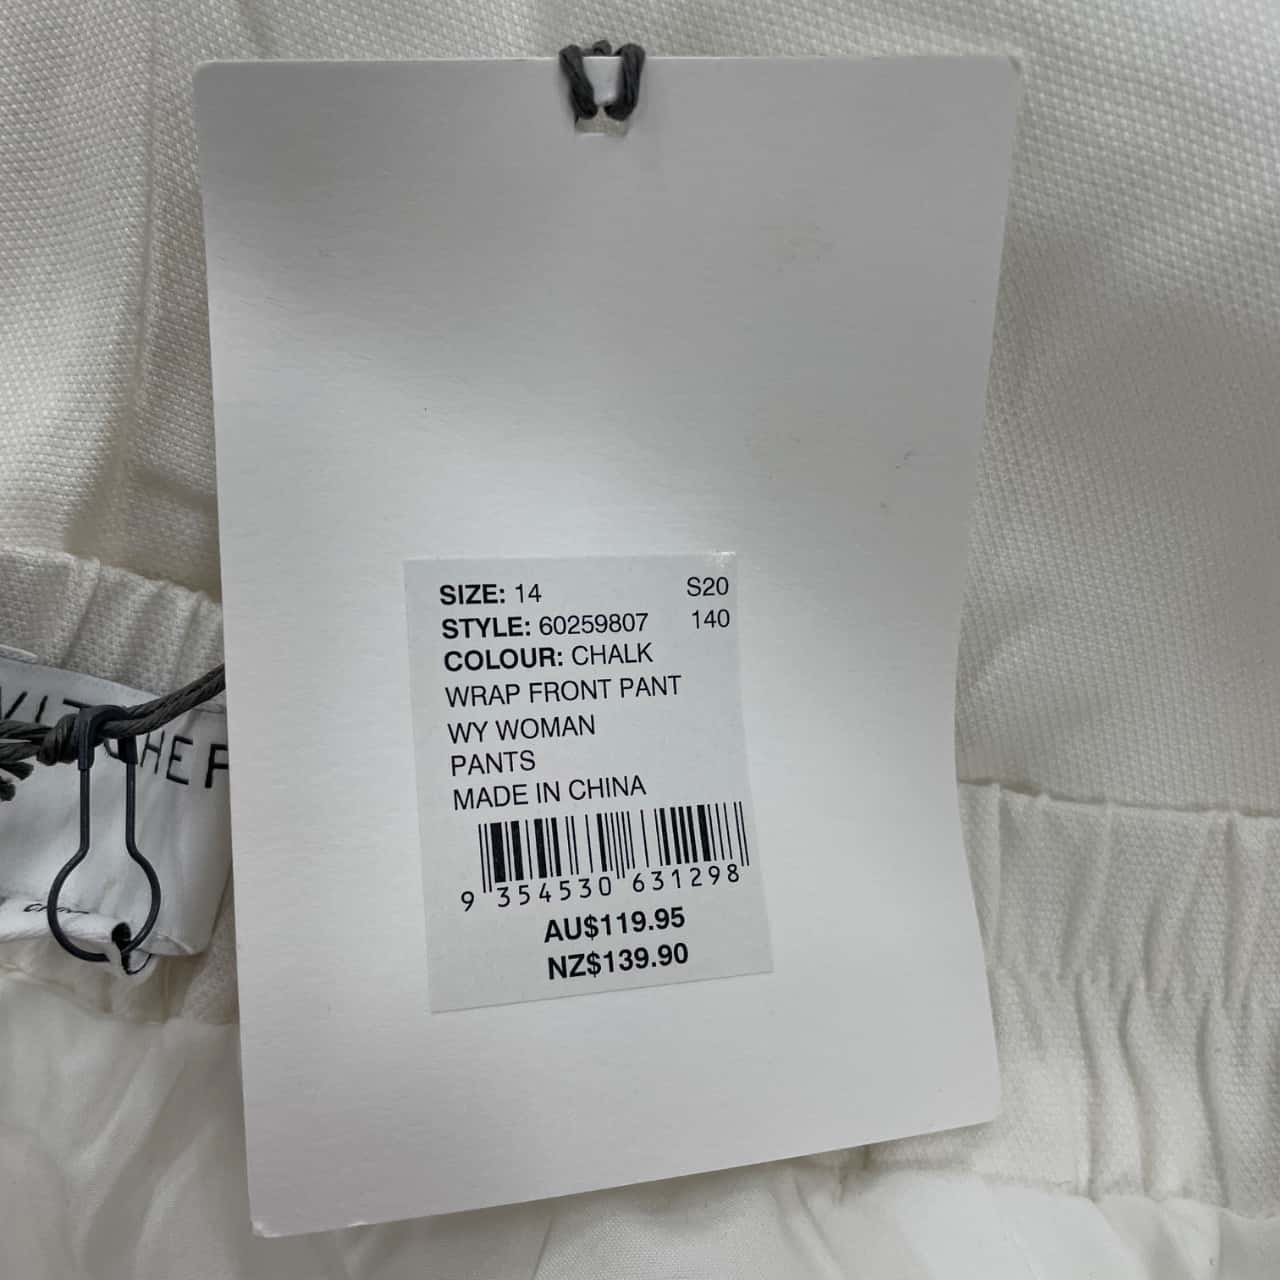 SIZE: 14 S20
STYLE: 60259807 140
COLOUR: CHALK
WRAP FRONT PANT
WY WOMAN
PANTS
MADE IN CHINA
9 354530 631298
AU$119.95
NZ$139.90